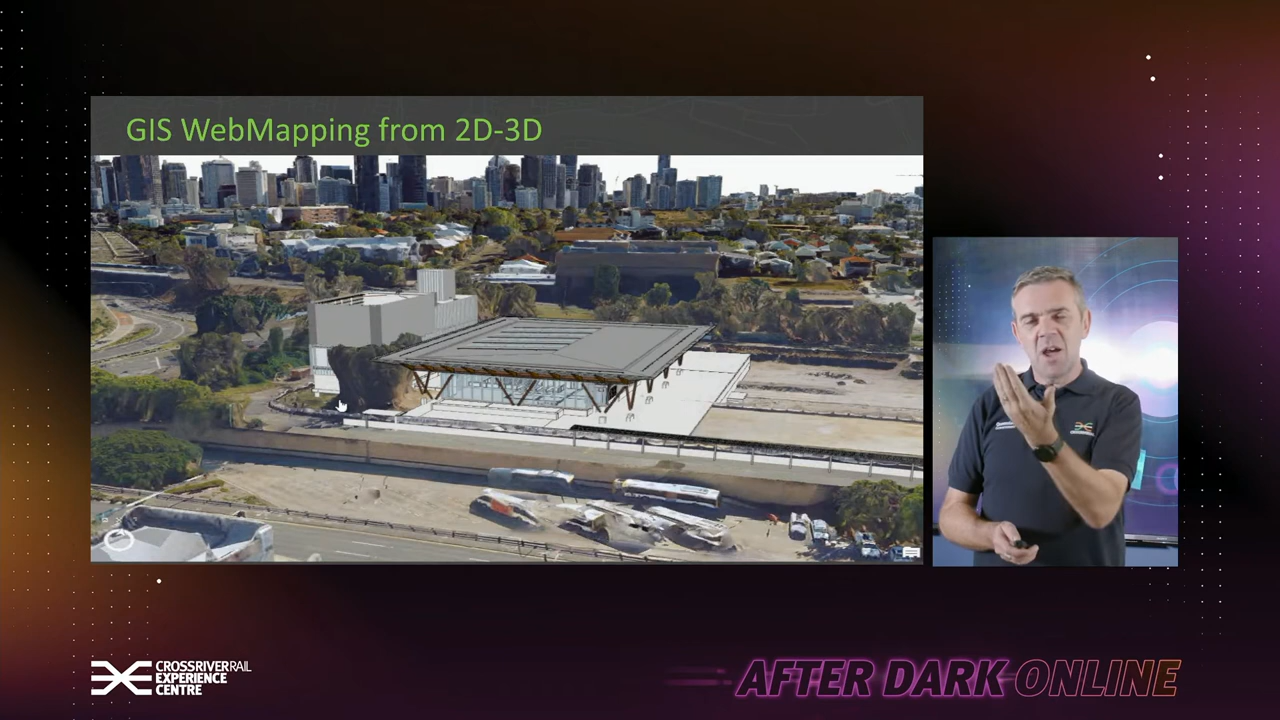 GIS WebMapping from 2D-3D
CROSSRIVERRAIL
EXPERIENCE
CENTRE
AFTER DARK ONLINE